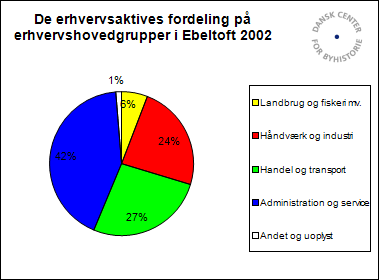 De erhvervsaktives fordeling på
erhvervshovedgrupper i Ebeltoft 2002
DANSK CENTER
FOR BYHISTORIE
1%
6%
24%
27%
42%
Landbrug og fiskeri mv.
Håndværk og industri
Handel og transport
Administration og service
Andet og uoplyst